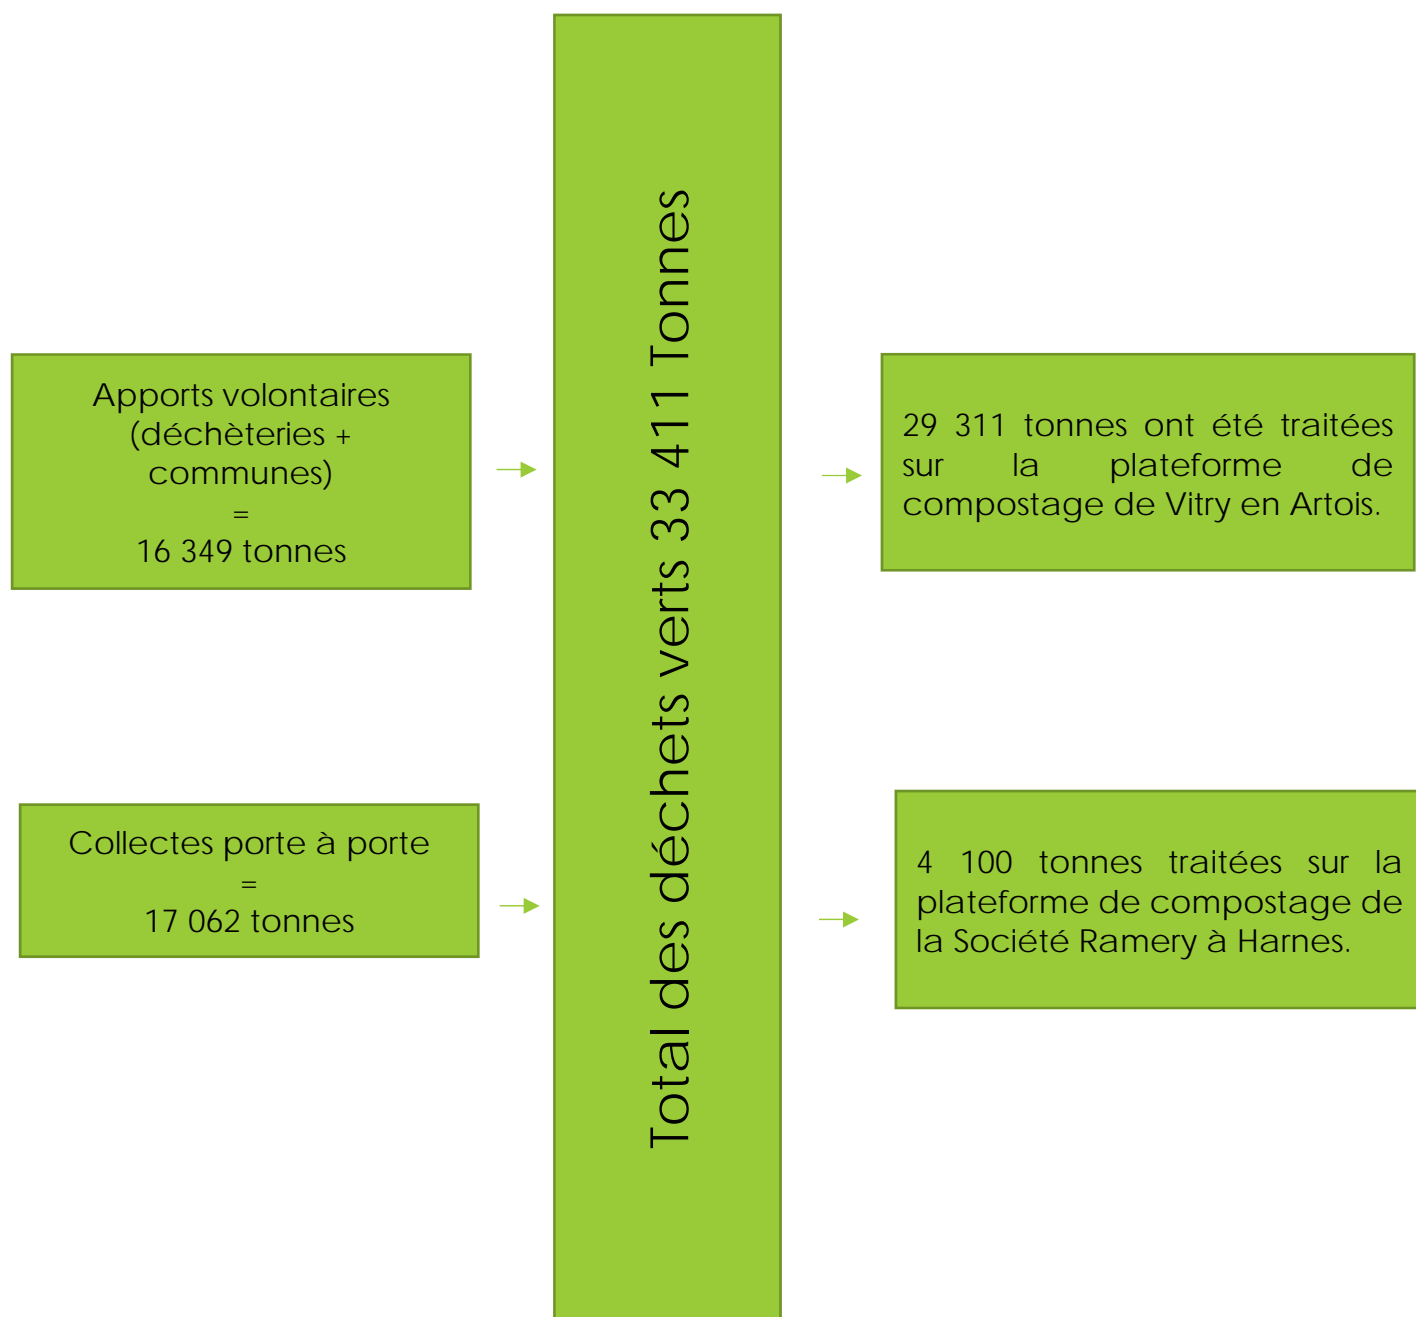 Apports volontaires
(déchèteries +
communes)
=
16 349 tonnes
Collectes porte à porte
=
17 062 tonnes
Total des déchets verts 33 411 Tonnes
29 311 tonnes ont été traitées
sur la plateforme de
compostage de Vitry en Artois.
4 100 tonnes traitées sur la
plateforme de compostage de
la Société Ramery à Harnes.